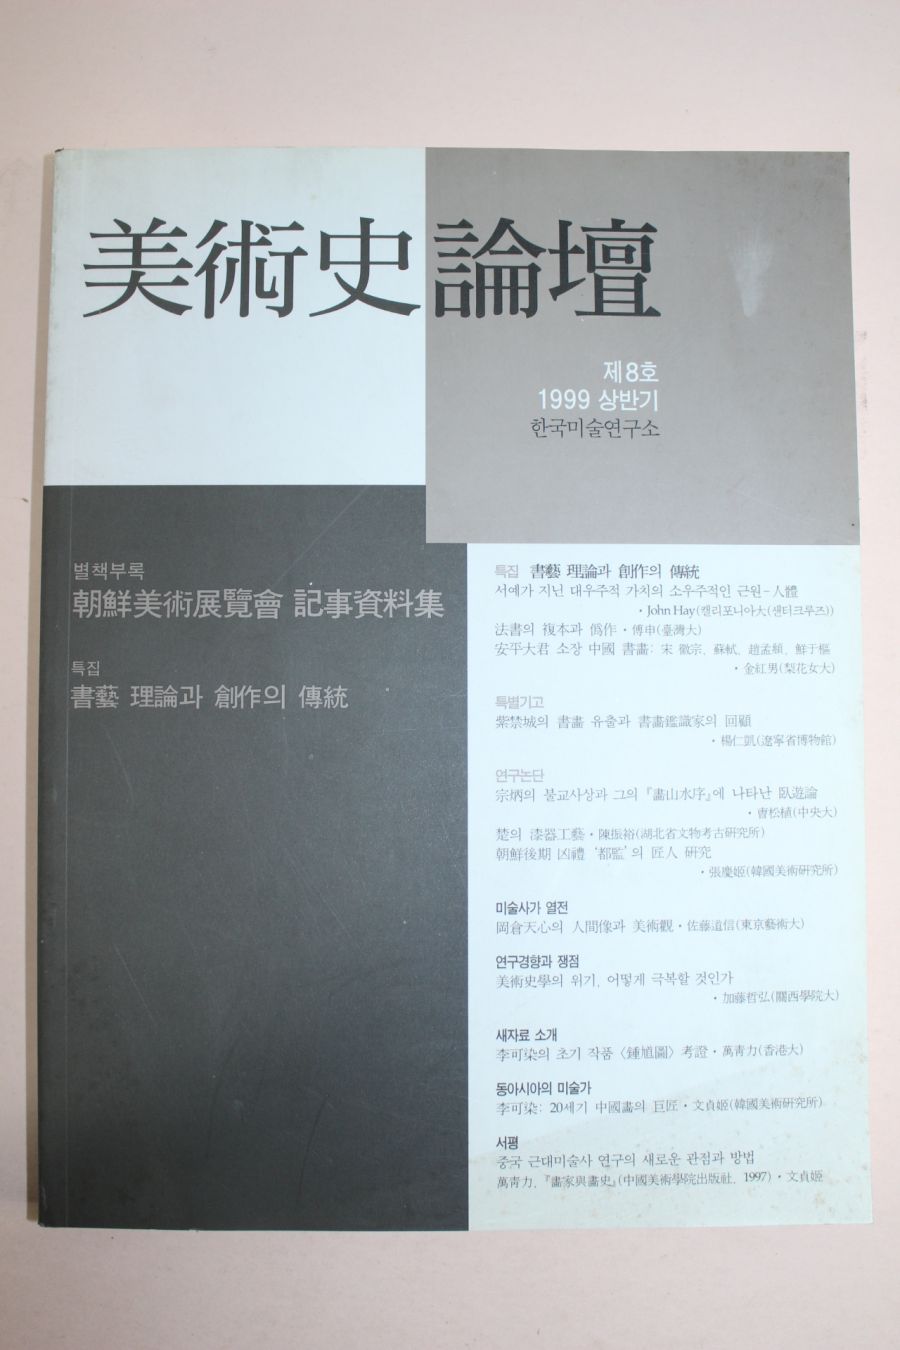 美術史論壇
제8호
1999 상반기
한국미술연구소
별책부록
朝鮮美術展覽會 記事資料集
특집
書藝 理論과 創作의 傳統
특집 書藝 理論과 創作의 傳統
서예가 지닌 대우주적 가치의 소우주적인 근원-人體
・John Hay(캘리포니아大(샌터크루즈))
法書의 複本과 僞作・傅申(臺灣大)
安平大君 소장 中國 書畵: 宋 徽宗, 蘇軾, 趙孟頫, 鮮于樞
・金紅男(梨花女大)
특별기고
紫禁城의 書畵 유출과 書畵鑑識家의 回顧
・楊仁凱(遼寧省博物館)
연구논단
宗炳의 불교사상과 그의 『畵山水序』에 나타난 臥遊論
・曺松植(中央大)
楚의 漆器工藝・陳振裕(湖北省文物考古硏究所)
朝鮮後期 凶禮 '都監'의 匠人 硏究
・張慶姬(韓國美術硏究所)
미술사가 열전
岡倉天心의 人間像과 美術觀・佐藤道信(東京藝術大)
연구경향과 쟁점
美術史學의 위기, 어떻게 극복할 것인가
・加藤哲弘(關西學院大)
새자료 소개
李可染의 초기 작품 〈鍾馗圖〉 考證・萬靑力(香港大)
동아시아의 미술가
李可染: 20세기 中國畵의 巨匠・文貞姬(韓國美術硏究所)
서평
중국 근대미술사 연구의 새로운 관점과 방법
萬靑力, 『畵家與畵史』(中國美術學院出版社, 1997)・文貞姬